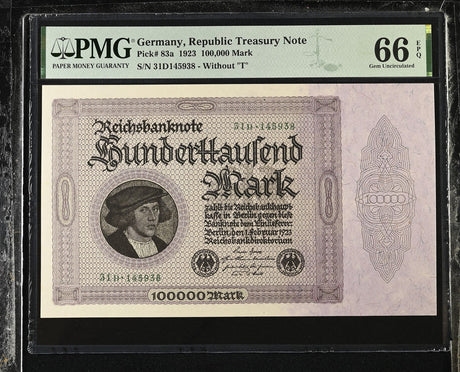 PMG
PAPER MONEY GUARANTY
Germany, Republic Treasury Note
Pick# 83a 1923 100,000 Mark
S/N 31D145938 - Without "T"
66 EPQ
Gem Uncirculated
Reichsbanknote
31D·145938
Hunderttausend
Mark
zahlt die Reichsbankhaupt-
kasse in Berlin gegen diese
Banknote dem Einlieferer.
Berlin, den 1. Februar 1923
Reichsbankdirektorium
31D·145938
100000 Mark
100000